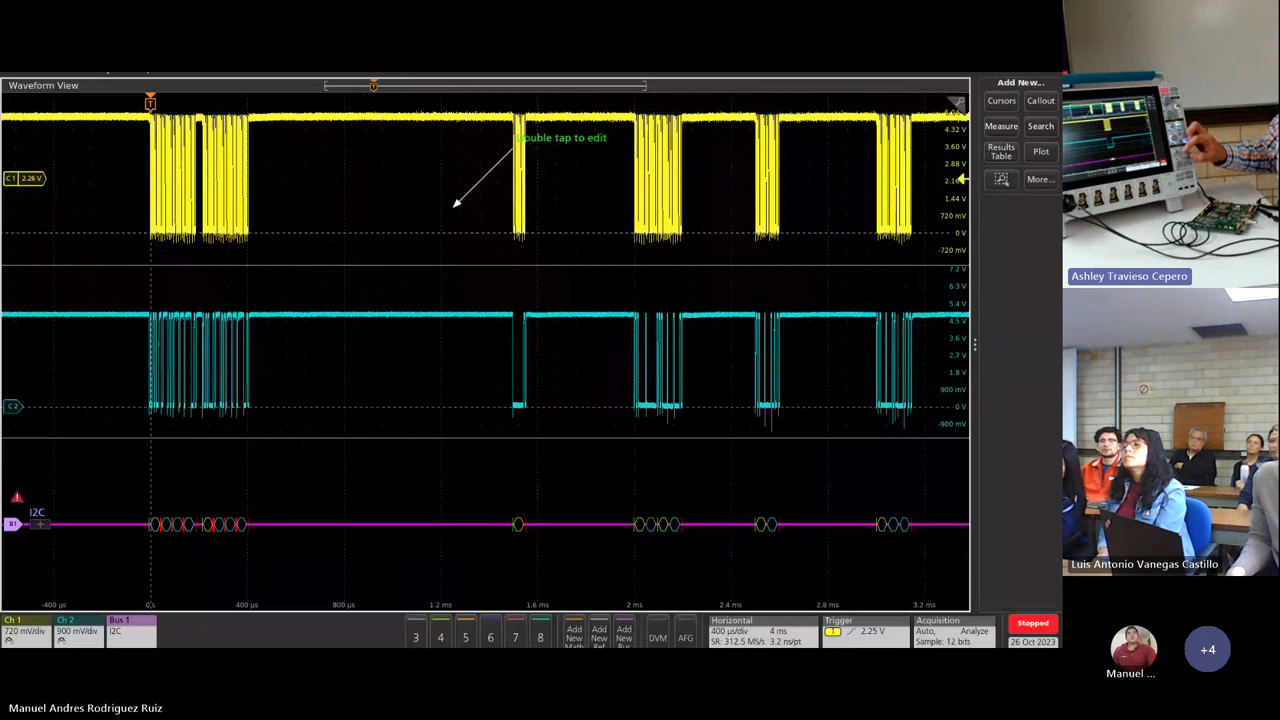 Waveform View
T
T
Add New...
Cursors
Callout
Measure
Search
Results
Table
Plot
More...
C 1 2.26 V
Double tap to edit
4.32 V
3.60 V
2.88 V
1.44 V
720 mV
0 V
-720 mV
7.2 V
6.3 V
5.4 V
4.5 V
3.6 V
2.7 V
1.8 V
900 mV
C 2
0 V
-900 mV
I2C
B1
-400 µs
0 s
400 µs
800 µs
1.2 ms
1.6 ms
2 ms
2.4 ms
2.8 ms
3.2 ms
Ch 1
720 mV/div
Ch 2
900 mV/div
Bus 1
I2C
3
4
5
6
7
8
Add
New
Math
Add
New
Ref
Add
New
Bus
DVM
AFG
Horizontal
400 µs/div
4 ms
SR: 312.5 MS/s
3.2 ns/pt
Trigger
1
2.25 V
Acquisition
Auto, Analyze
Sample: 12 bits
Stopped
26 Oct 2023
Ashley Travieso Cepero
Luis Antonio Vanegas Castillo
Manuel ...
+4
Manuel Andres Rodriguez Ruiz